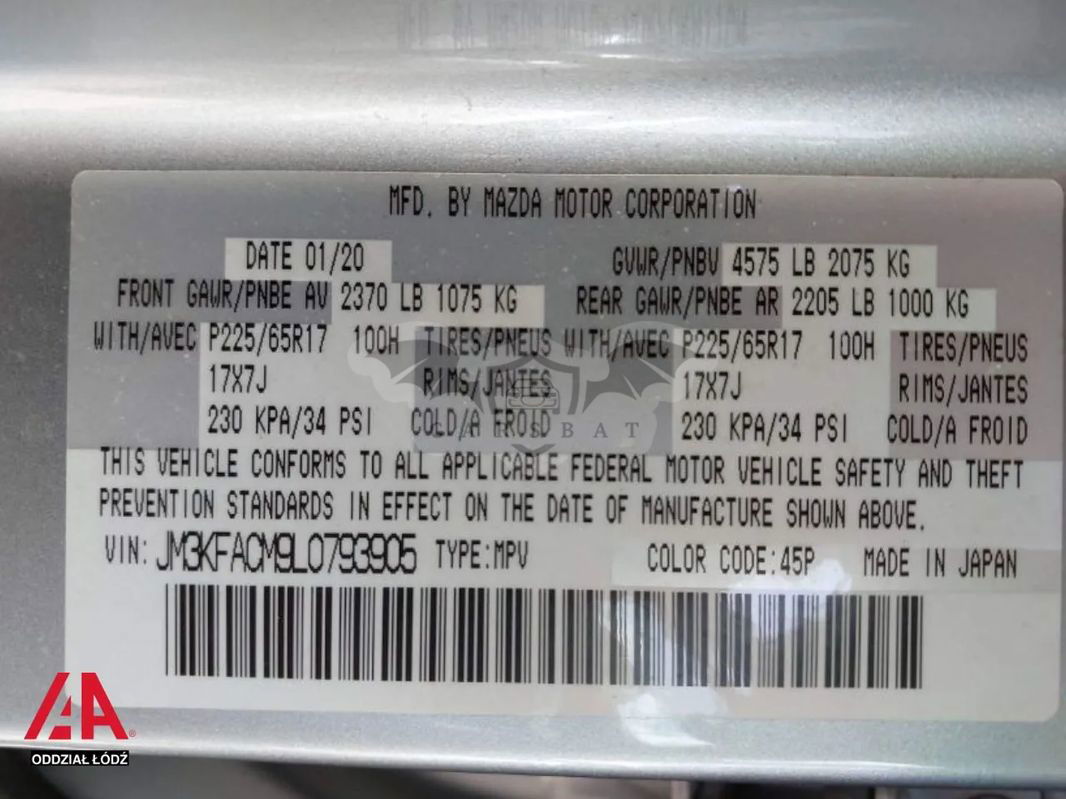 MFD. BY MAZDA MOTOR CORPORATION
DATE 01/20 GVWR/PNBV 4575 LB 2075 KG
FRONT GAWR/PNBE AV 2370 LB 1075 KG REAR GAWR/PNBE AR 2205 LB 1000 KG
WITH/AVEC P225/65R17 100H TIRES/PNEUS WITH/AVEC P225/65R17 100H TIRES/PNEUS
17X7J RIMS/JANTES 17X7J RIMS/JANTES
230 KPA/34 PSI COLD/A FROID 230 KPA/34 PSI COLD/A FROID
CARSBAT
THIS VEHICLE CONFORMS TO ALL APPLICABLE FEDERAL MOTOR VEHICLE SAFETY AND THEFT
PREVENTION STANDARDS IN EFFECT ON THE DATE OF MANUFACTURE SHOWN ABOVE.
VIN: JM3KFACM9L0793905 TYPE:MPV COLOR CODE:45P MADE IN JAPAN
IAA®
ODDZIAŁ ŁÓDŹ